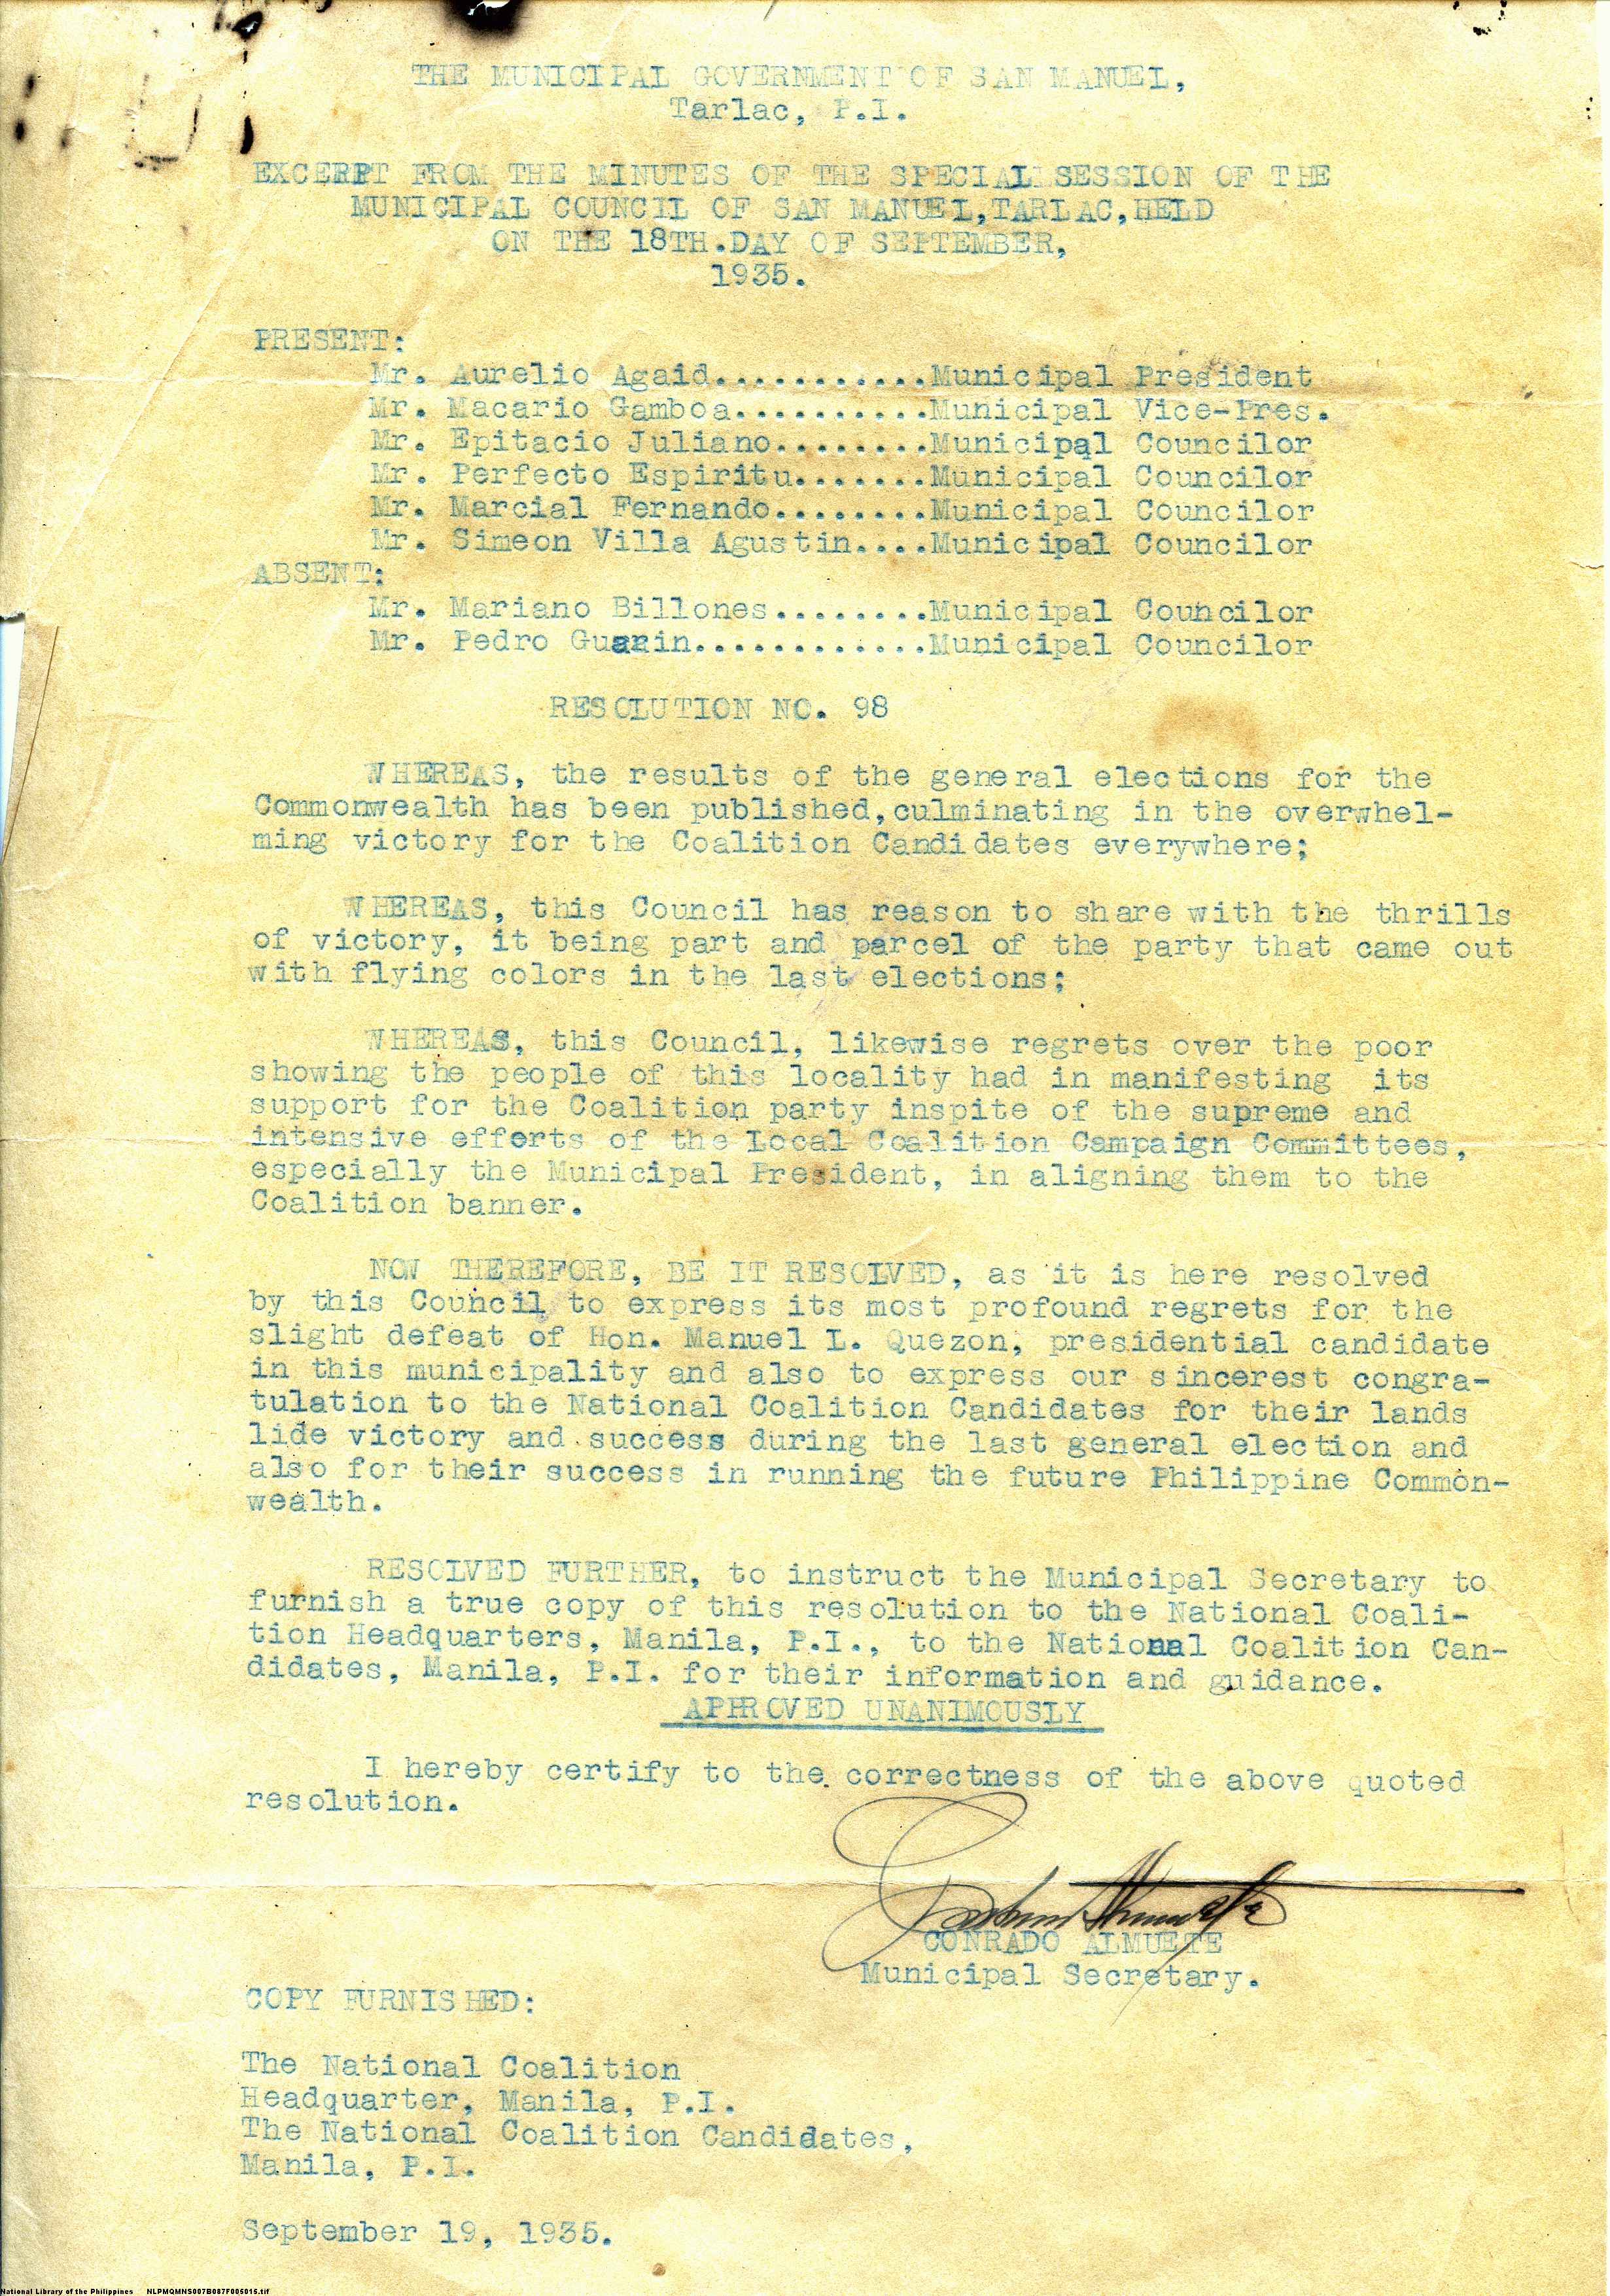 THE MUNICIPAL GOVERNMENT OF SAN MANUEL,
Tarlac, P.I.
EXCERPT FROM THE MINUTES OF THE SPECIAL SESSION OF THE
MUNICIPAL COUNCIL OF SAN MANUEL,TARLAC,HELD
ON THE 18TH.DAY OF SEPTEMBER,
1935.
PRESENT:
Mr. Aurelio Agaid...........Municipal President
Mr. Macario Gamboa..........Municipal Vice-Pres.
Mr. Epitacio Juliano........Municipal Councilor
Mr. Perfecto Espiritu.......Municipal Councilor
Mr. Marcial Fernando........Municipal Councilor
Mr. Simeon Villa Agustin....Municipal Councilor
ABSENT:
Mr. Mariano Billones........Municipal Councilor
Mr. Pedro Guarin............Municipal Councilor
RESOLUTION NO. 98
WHEREAS, the results of the general elections for the
Commonwealth has been published,culminating in the overwhel-
ming victory for the Coalition Candidates everywhere;
WHEREAS, this Council has reason to share with the thrills
of victory, it being part and parcel of the party that came out
with flying colors in the last elections;
WHEREAS, this Council, likewise regrets over the poor
showing the people of this locality had in manifesting its
support for the Coalition party inspite of the supreme and
intensive efforts of the Local Coalition Campaign Committees,
especially the Municipal President, in aligning them to the
Coalition banner.
NOW THEREFORE, BE IT RESOLVED, as it is here resolved
by this Council to express its most profound regrets for the
slight defeat of Hon. Manuel L. Quezon, presidential candidate
in this municipality and also to express our sincerest congra-
tulation to the National Coalition Candidates for their lands
lide victory and success during the last general election and
also for their success in running the future Philippine Common-
wealth.
RESOLVED FURTHER, to instruct the Municipal Secretary to
furnish a true copy of this resolution to the National Coali-
tion Headquarters, Manila, P.I., to the National Coalition Can-
didates, Manila, P.I. for their information and guidance.
APPROVED UNANIMOUSLY
I hereby certify to the correctness of the above quoted
resolution.
CONRADO ALMUETE
Municipal Secretary.
COPY FURNISHED:
The National Coalition
Headquarter, Manila, P.I.
The National Coalition Candidates,
Manila, P.I.
September 19, 1935.
National Library of the Philippines NLPMQMNS007B087F005015.tif